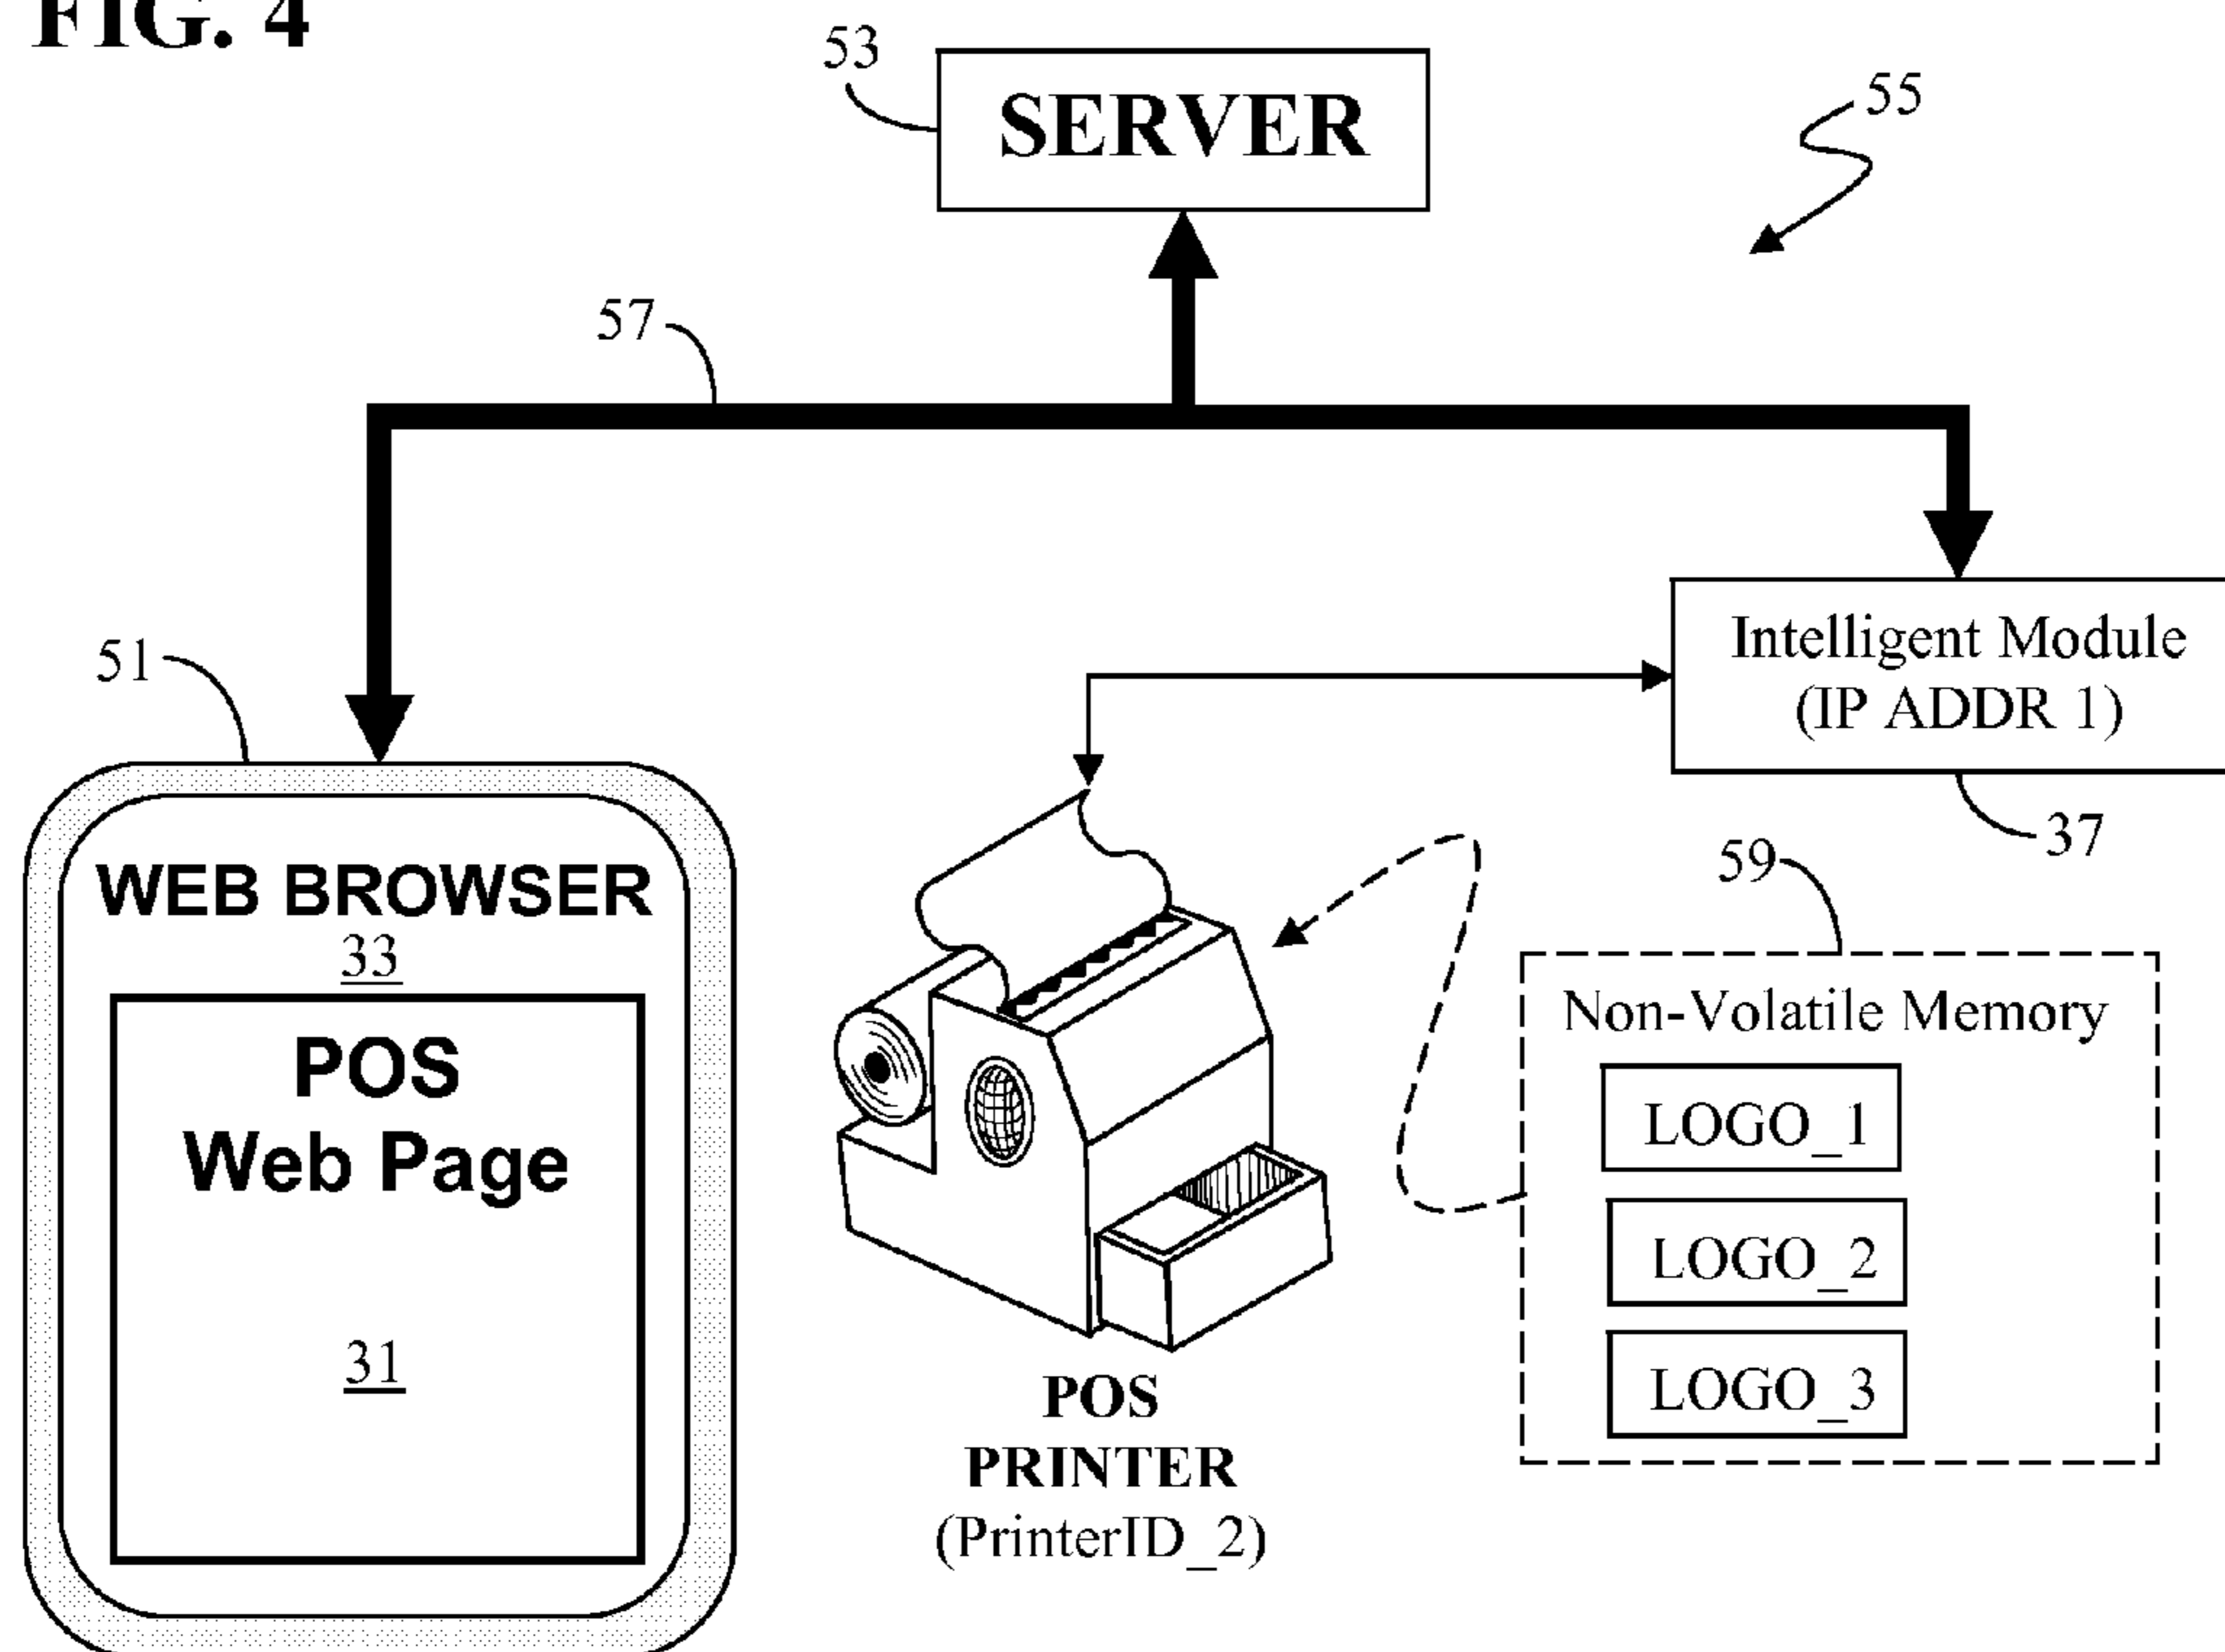 FIG. 4
53
SERVER
55
57
51
Intelligent Module
(IP ADDR 1)
37
59
WEB BROWSER
33
POS
Web Page
31
Non-Volatile Memory
LOGO_1
LOGO_2
LOGO_3
POS
PRINTER
(PrinterID_2)